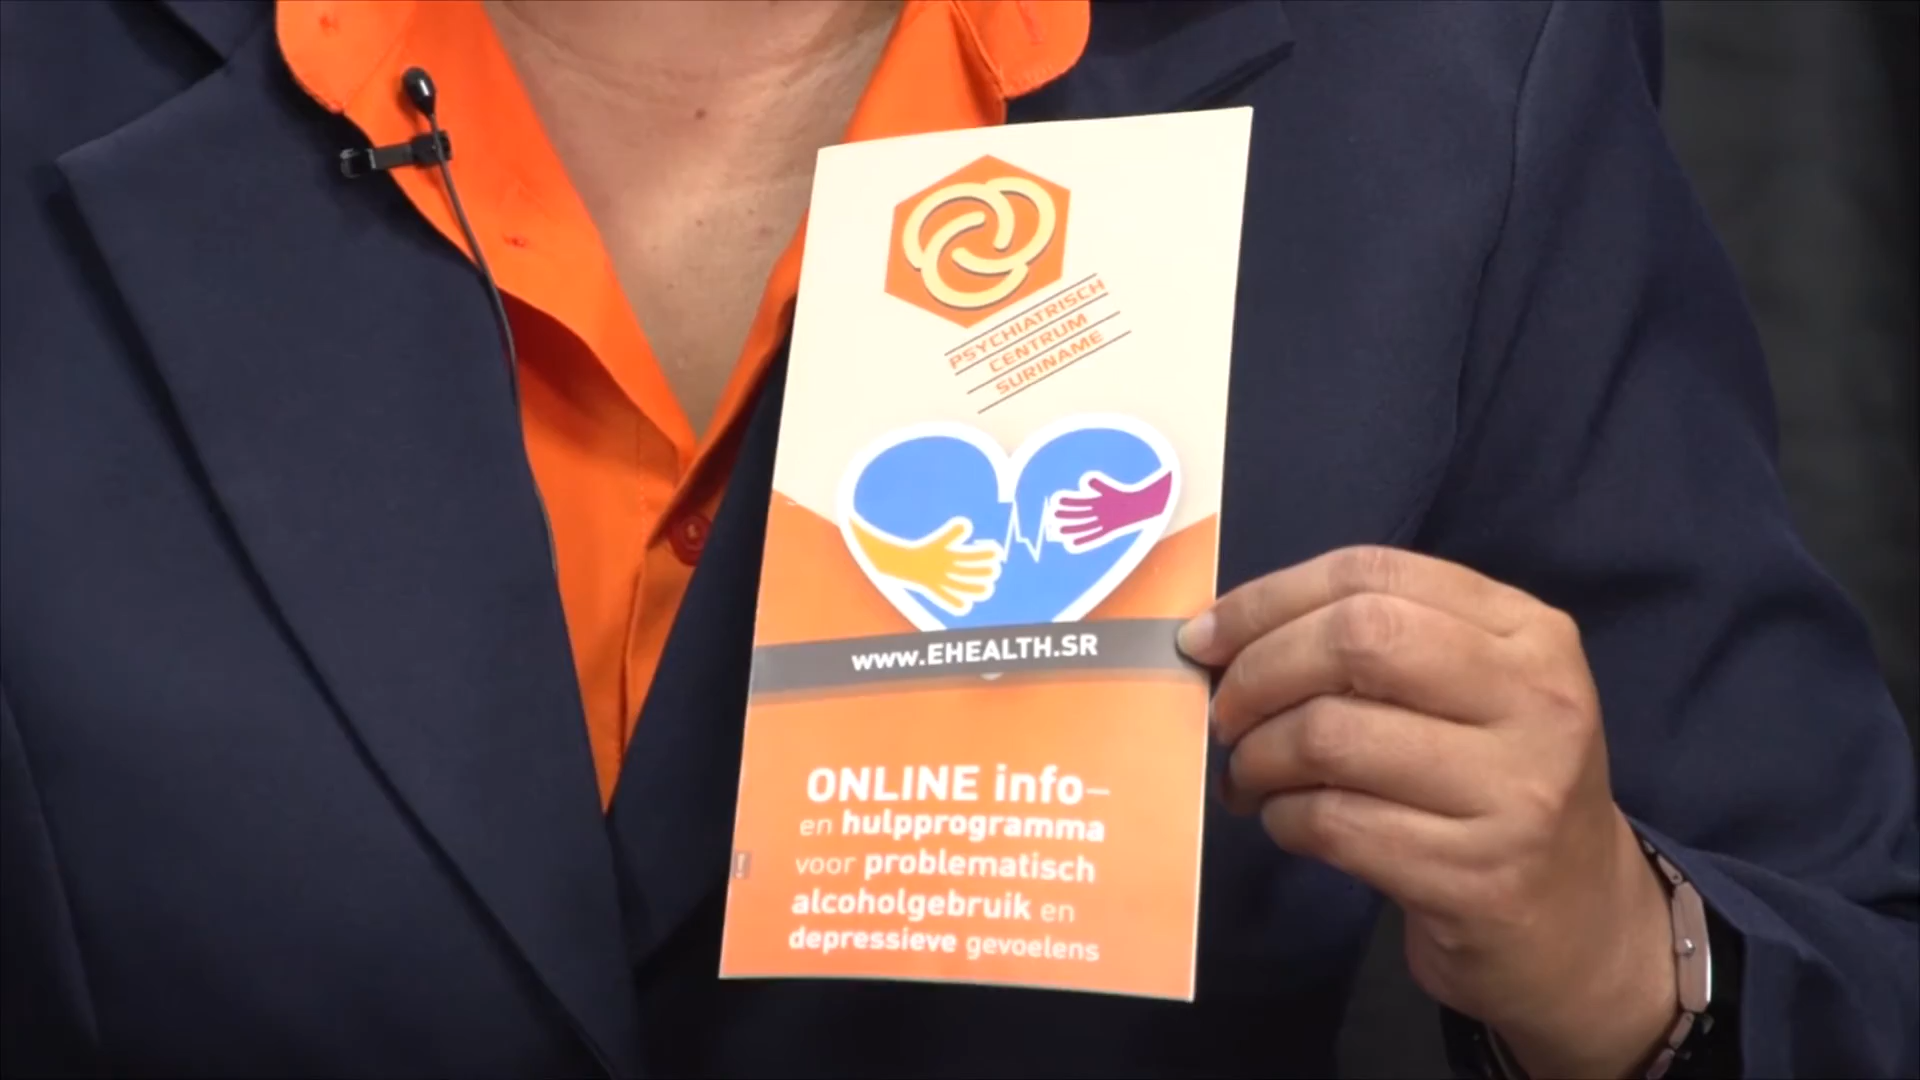 PSYCHIATRISCH
CENTRUM
SURINAME
www.EHEALTH.SR
ONLINE info-
en hulpprogramma
voor problematisch
alcoholgebruik en
depressieve gevoelens